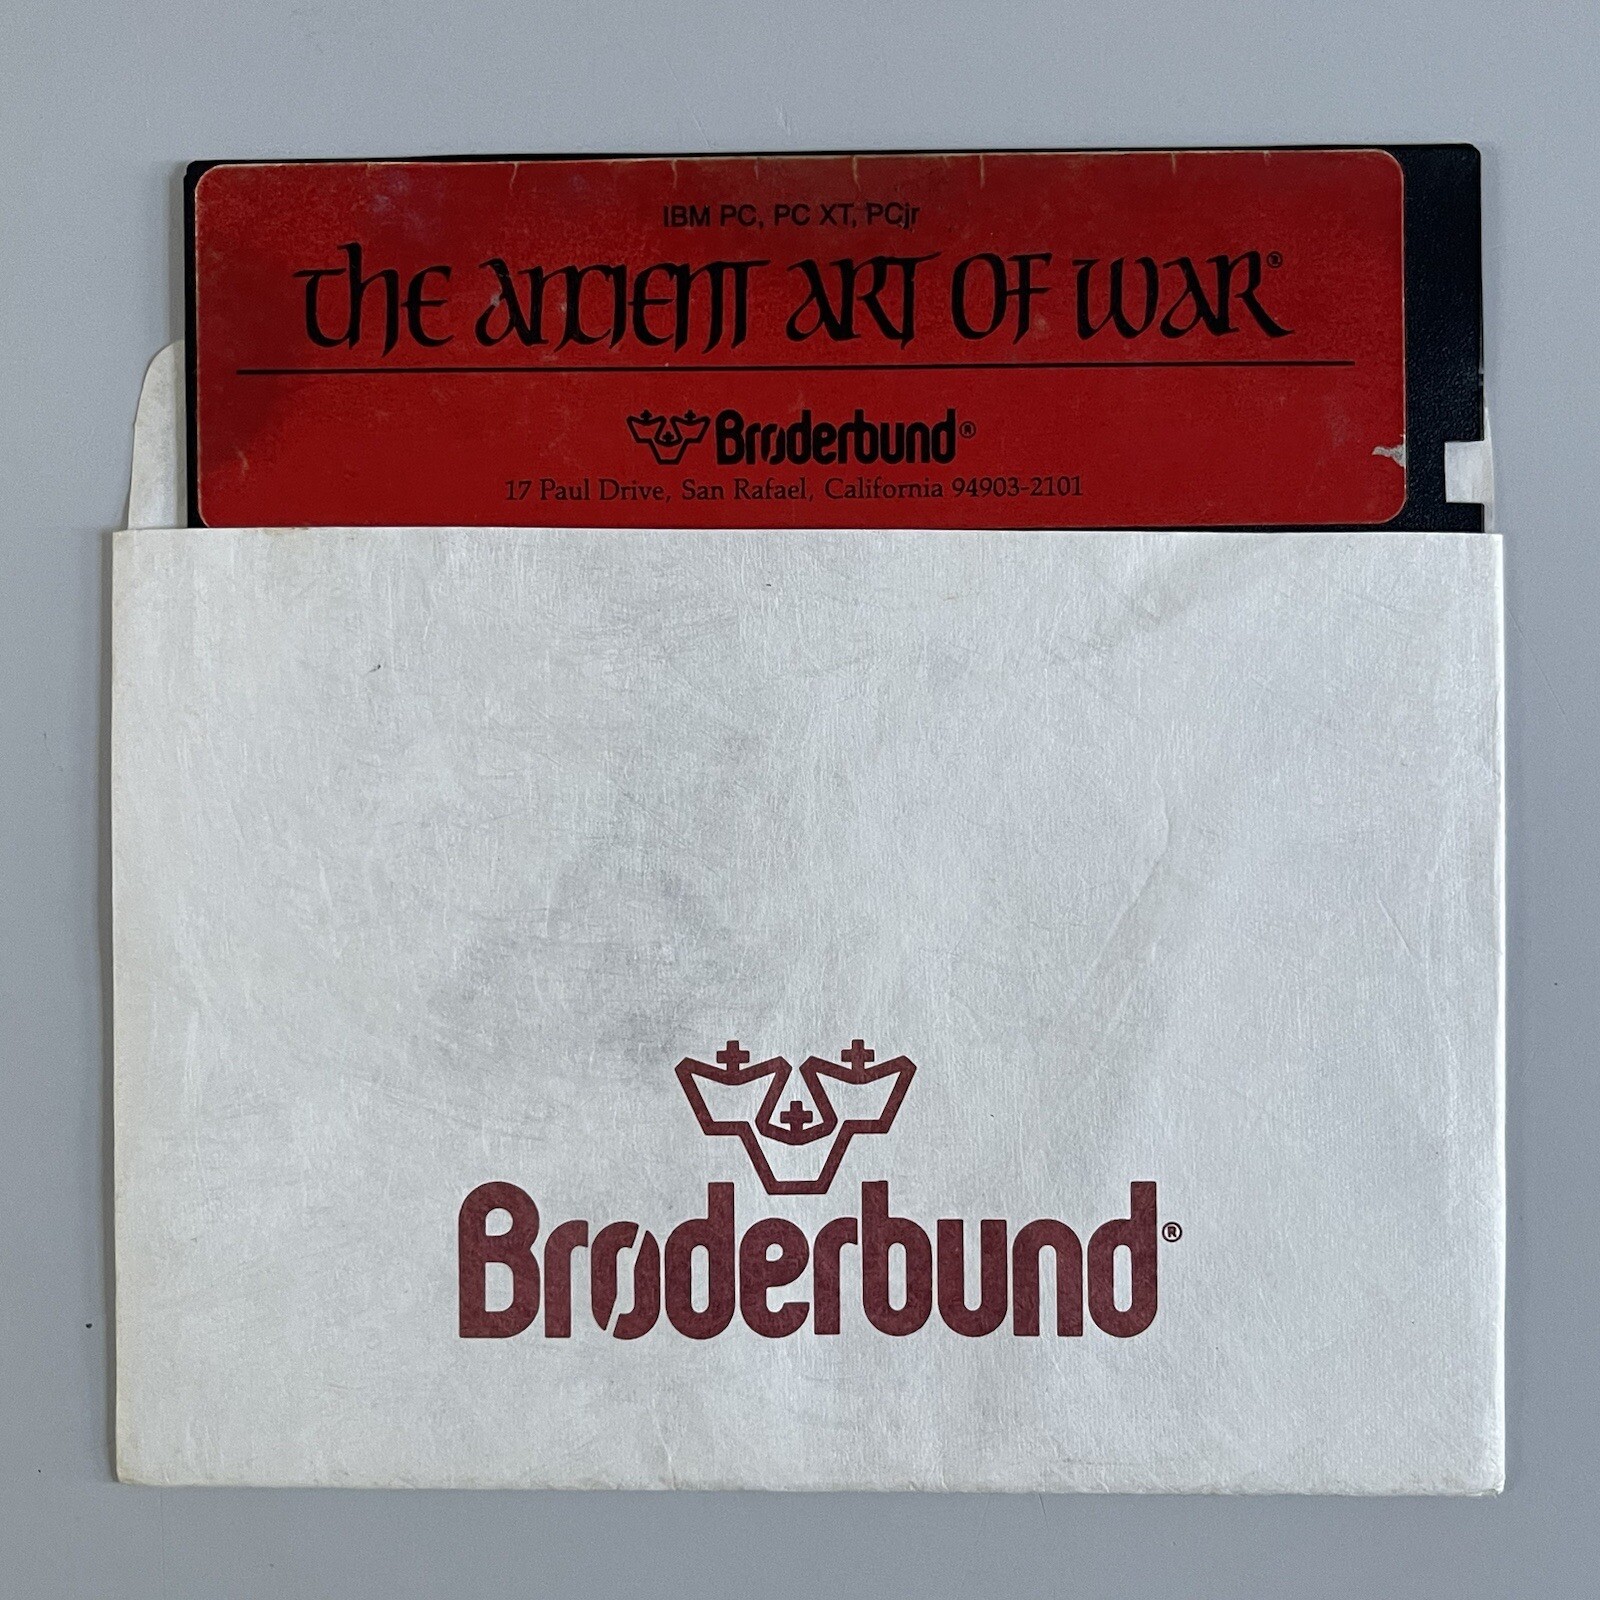 IBM PC, PC XT, PCjr
THE ANCIENT ART OF WAR®
Brøderbund®
17 Paul Drive, San Rafael, California 94903-2101
Brøderbund®